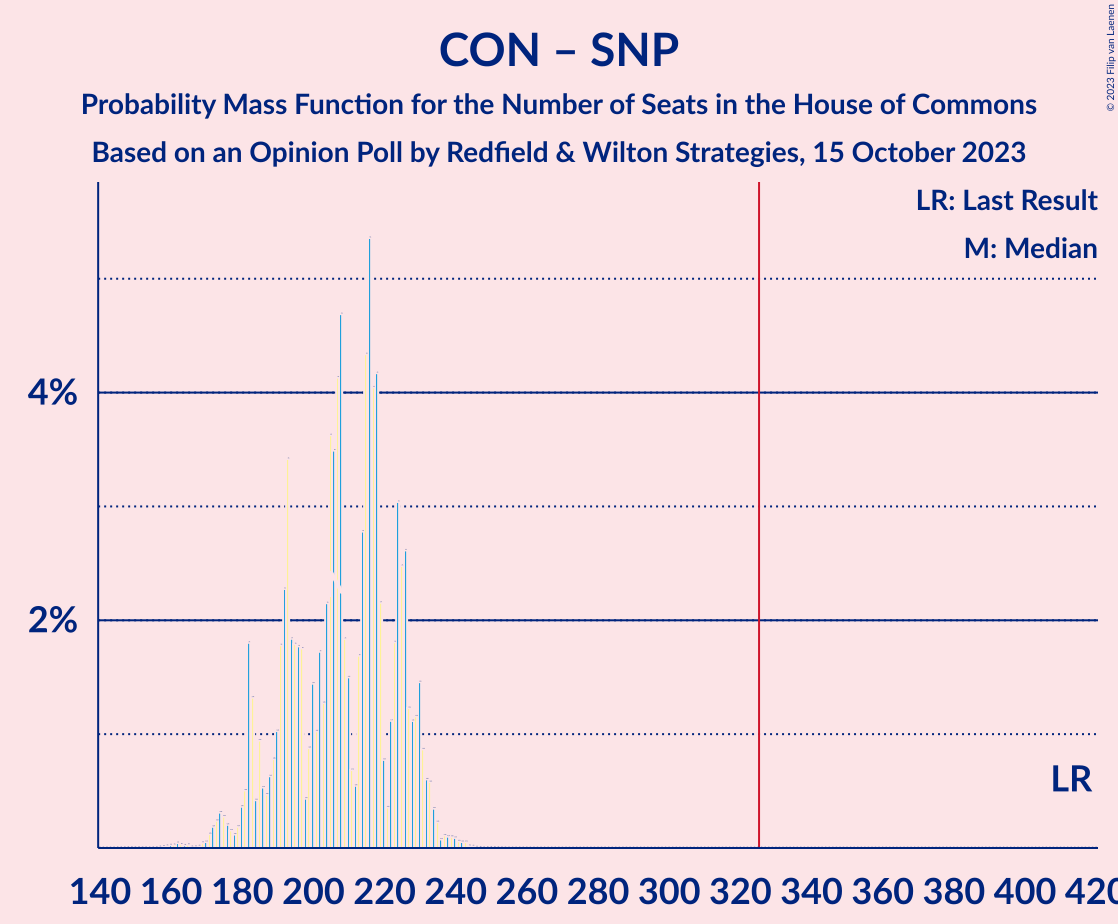 CON – SNP
Probability Mass Function for the Number of Seats in the House of Commons
Based on an Opinion Poll by Redfield & Wilton Strategies, 15 October 2023
© 2023 Filip van Laenen
LR: Last Result
M: Median
4%
2%
LR
140 160 180 200 220 240 260 280 300 320 340 360 380 400 420